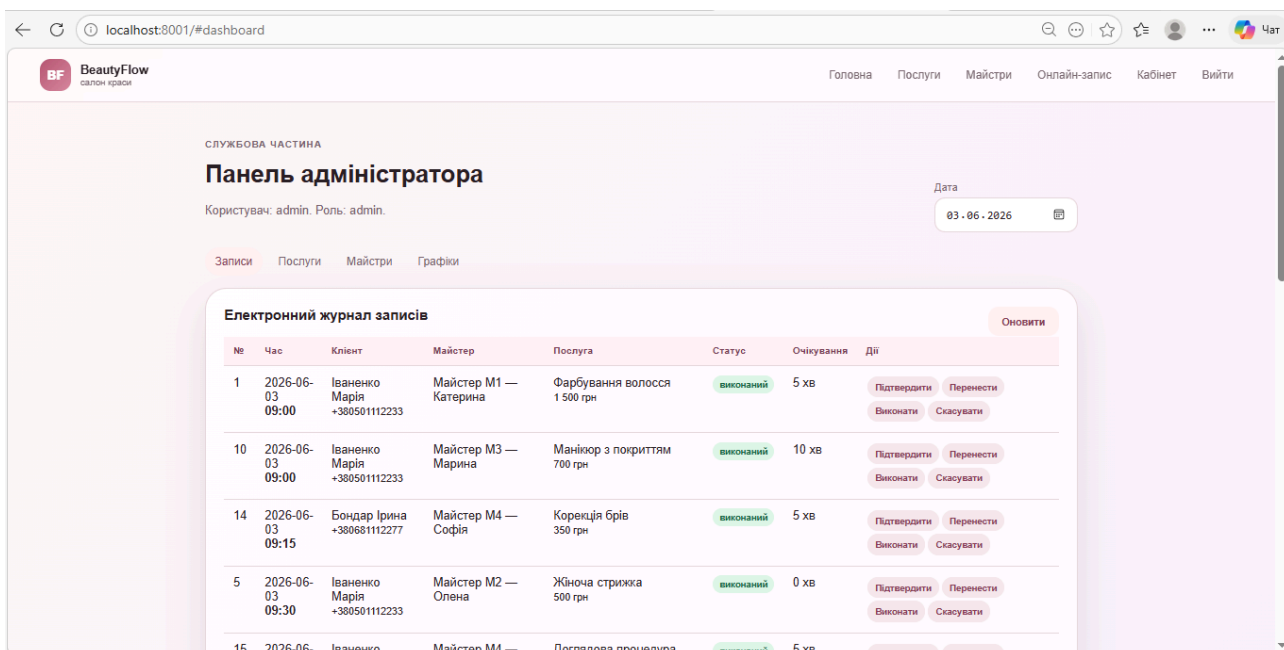 localhost:8001/#dashboard
Чат
BF
BeautyFlow
салон краси
Головна Послуги Майстри Онлайн-запис Кабінет Вийти
СЛУЖБОВА ЧАСТИНА
Панель адміністратора
Користувач: admin. Роль: admin.
Дата
03.06.2026
Записи Послуги Майстри Графіки
Електронний журнал записів
Оновити
№ Час Клієнт Майстер Послуга Статус Очікування Дії
1 2026-06- Іваненко Майстер М1 — Фарбування волосся виконаний 5 хв Підтвердити Перенести
03 Марія Катерина 1 500 грн
09:00 +380501112233 Виконати Скасувати
10 2026-06- Іваненко Майстер М3 — Манікюр з покриттям виконаний 10 хв Підтвердити Перенести
03 Марія Марина 700 грн
09:00 +380501112233 Виконати Скасувати
14 2026-06- Бондар Ірина Майстер М4 — Корекція брів виконаний 5 хв Підтвердити Перенести
03 +380681112277 Софія 350 грн
09:15 Виконати Скасувати
5 2026-06- Іваненко Майстер М2 — Жіноча стрижка виконаний 0 хв Підтвердити Перенести
03 Марія Олена 500 грн
09:30 +380501112233 Виконати Скасувати
15 2026-06- Іваненко Майстер М4 — Доглядова процедура 5 хв